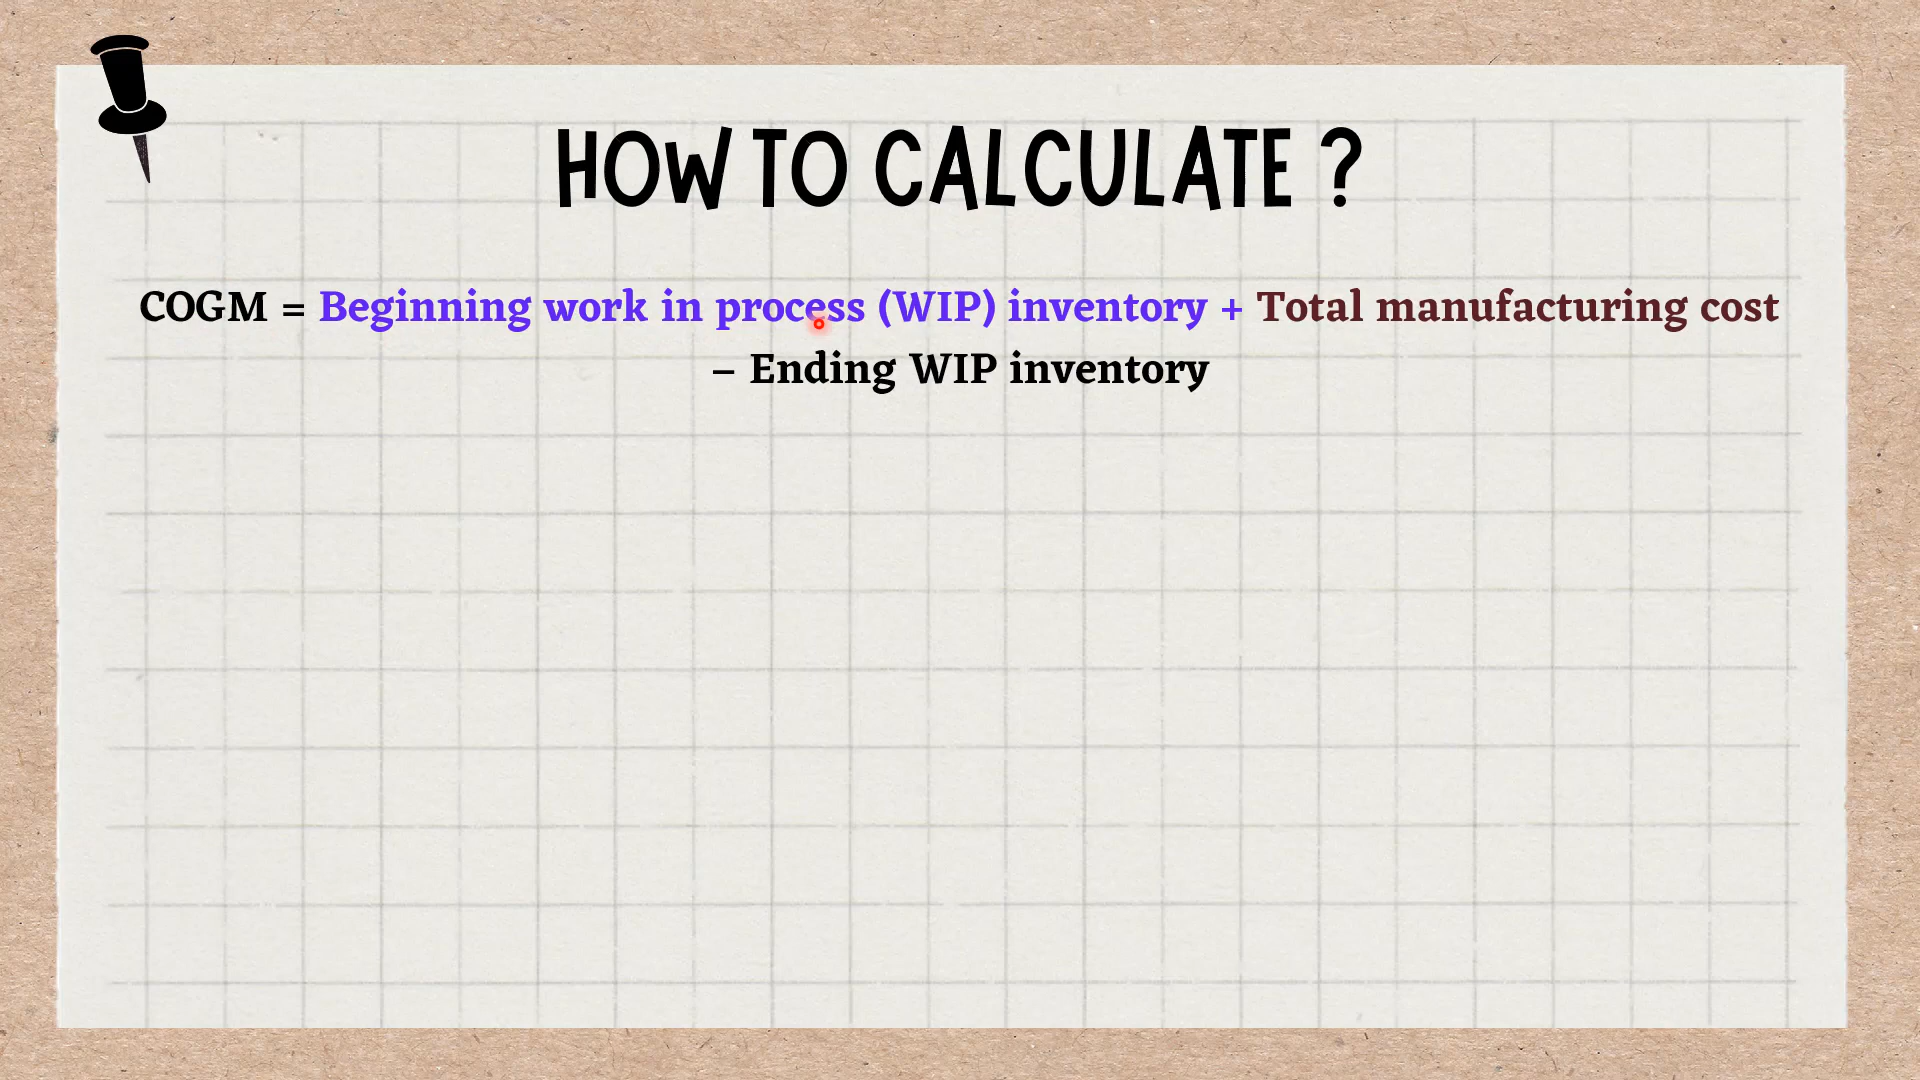 HOW TO CALCULATE ?
COGM = Beginning work in process (WIP) inventory + Total manufacturing cost
– Ending WIP inventory